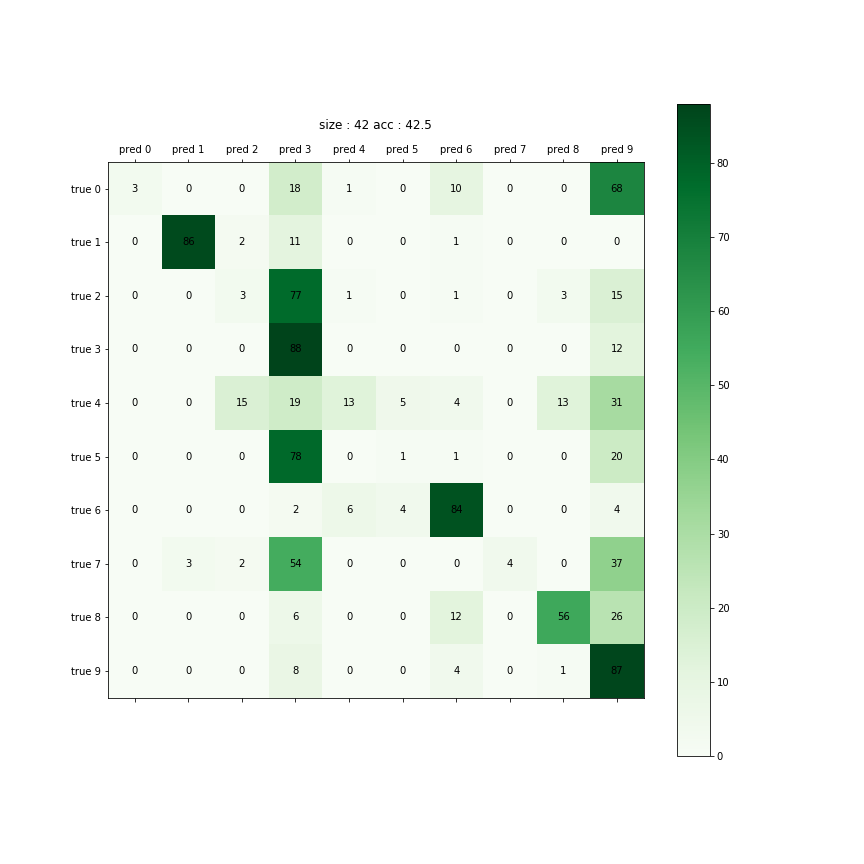 size : 42 acc : 42.5
pred 0 pred 1 pred 2 pred 3 pred 4 pred 5 pred 6 pred 7 pred 8 pred 9
true 0 3 0 0 18 1 0 10 0 0 68
true 1 0 86 2 11 0 0 1 0 0 0
true 2 0 0 3 77 1 0 1 0 3 15
true 3 0 0 0 88 0 0 0 0 0 12
true 4 0 0 15 19 13 5 4 0 13 31
true 5 0 0 0 78 0 1 1 0 0 20
true 6 0 0 0 2 6 4 84 0 0 4
true 7 0 3 2 54 0 0 0 4 0 37
true 8 0 0 0 6 0 0 12 0 56 26
true 9 0 0 0 8 0 0 4 0 1 87
80
70
60
50
40
30
20
10
0